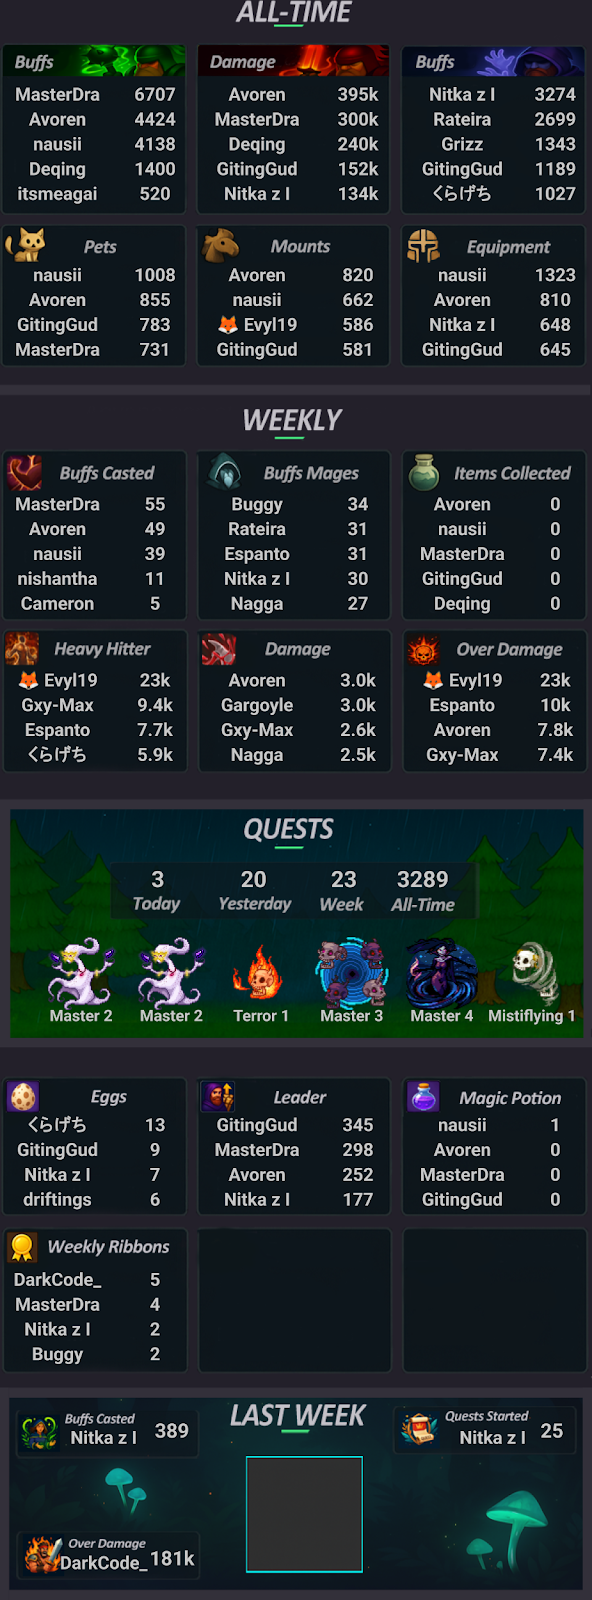 ALL-TIME
Buffs
MasterDra 6707
Avoren 4424
nausii 4138
Deqing 1400
itsmeagai 520
Damage
Avoren 395k
MasterDra 300k
Deqing 240k
GitingGud 152k
Nitka z I 134k
Buffs
Nitka z I 3274
Rateira 2699
Grizz 1343
GitingGud 1189
くらげち 1027
Pets
nausii 1008
Avoren 855
GitingGud 783
MasterDra 731
Mounts
Avoren 820
nausii 662
🦊 Evyl19 586
GitingGud 581
Equipment
nausii 1323
Avoren 810
Nitka z I 648
GitingGud 645
WEEKLY
Buffs Casted
MasterDra 55
Avoren 49
nausii 39
nishantha 11
Cameron 5
Buffs Mages
Buggy 34
Rateira 31
Espanto 31
Nitka z I 30
Nagga 27
Items Collected
Avoren 0
nausii 0
MasterDra 0
GitingGud 0
Deqing 0
Heavy Hitter
🦊 Evyl19 23k
Gxy-Max 9.4k
Espanto 7.7k
くらげち 5.9k
Damage
Avoren 3.0k
Gargoyle 3.0k
Gxy-Max 2.6k
Nagga 2.5k
Over Damage
🦊 Evyl19 23k
Espanto 10k
Avoren 7.8k
Gxy-Max 7.4k
QUESTS
3 20 23 3289
Today Yesterday Week All-Time
Master 2 Master 2 Terror 1 Master 3 Master 4 Mistiflying 1
Eggs
くらげち 13
GitingGud 9
Nitka z I 7
driftings 6
Leader
GitingGud 345
MasterDra 298
Avoren 252
Nitka z I 177
Magic Potion
nausii 1
Avoren 0
MasterDra 0
GitingGud 0
Weekly Ribbons
DarkCode_ 5
MasterDra 4
Nitka z I 2
Buggy 2
LAST WEEK
Buffs Casted
Nitka z I 389
Quests Started
Nitka z I 25
Over Damage
DarkCode_ 181k